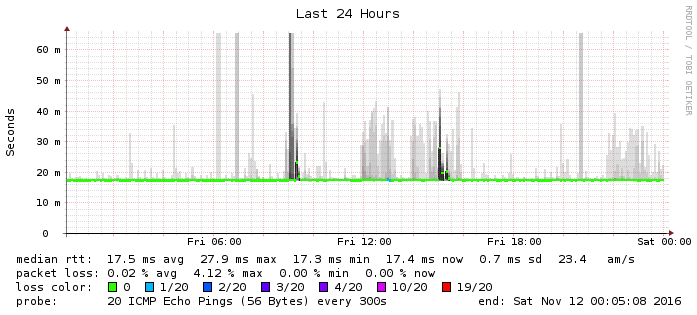 Last 24 Hours
RRDTOOL / TOBI OETIKER
Seconds
60 m
50 m
40 m
30 m
20 m
10 m
0
Fri 06:00 Fri 12:00 Fri 18:00 Sat 00:00
median rtt: 17.5 ms avg 27.9 ms max 17.3 ms min 17.4 ms now 0.7 ms sd 23.4 am/s
packet loss: 0.02 % avg 4.12 % max 0.00 % min 0.00 % now
loss color: 0 1/20 2/20 3/20 4/20 10/20 19/20
probe: 20 ICMP Echo Pings (56 Bytes) every 300s end: Sat Nov 12 00:05:08 2016